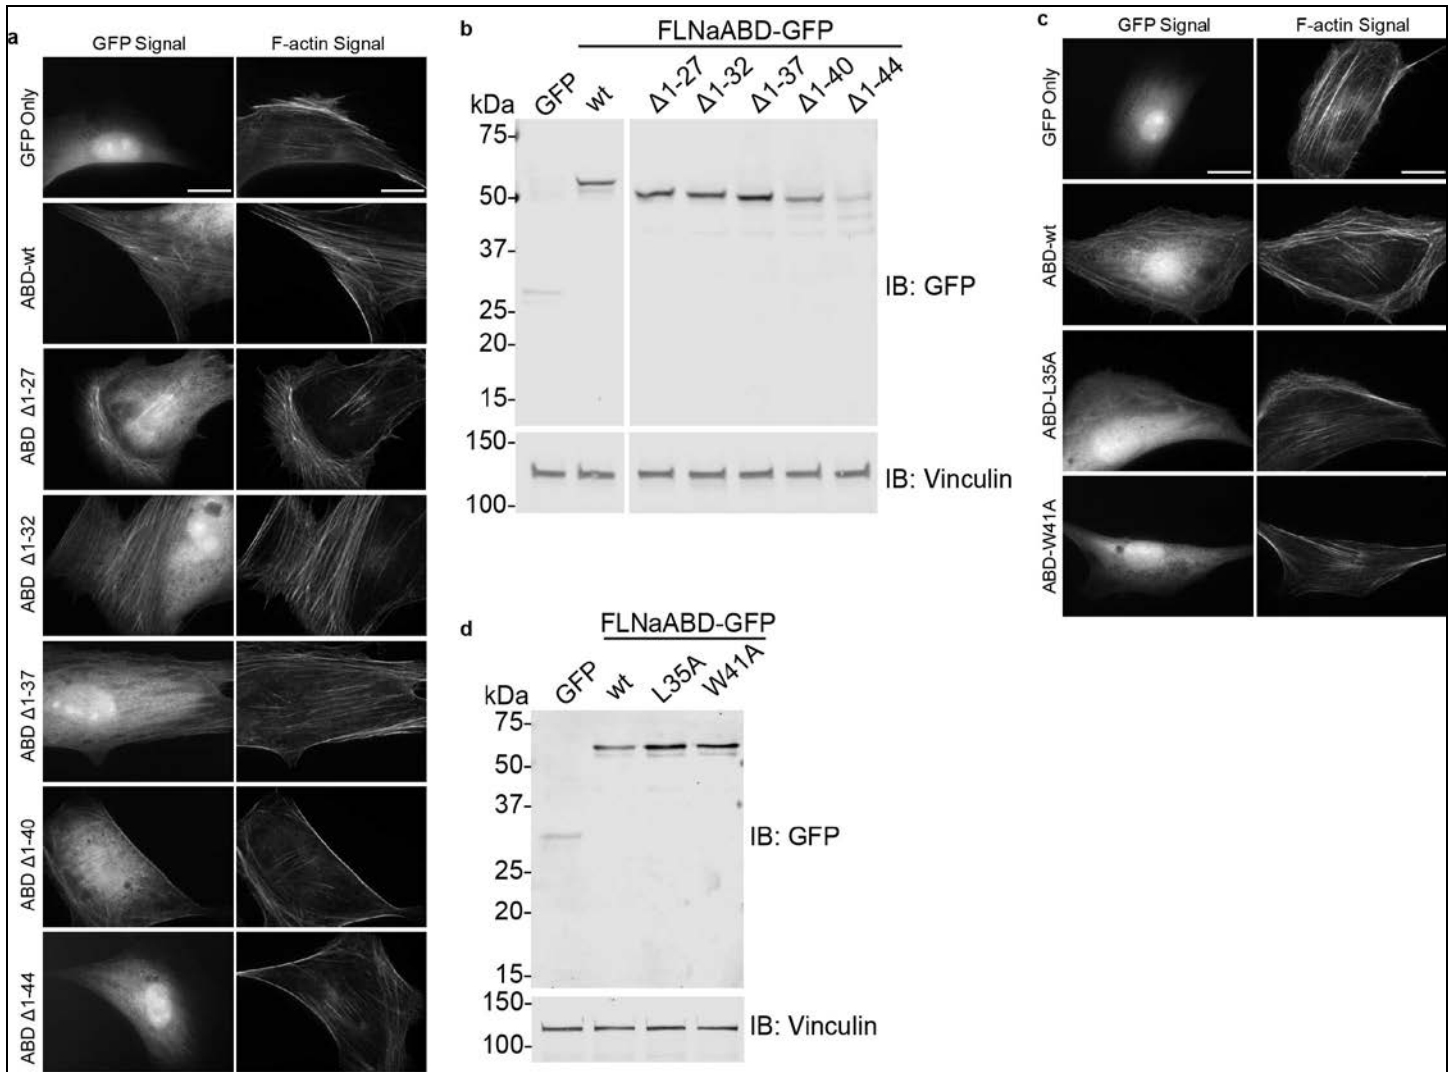 a
GFP Signal F-actin Signal
GFP Only
ABD-wt
ABD Δ1-27
ABD Δ1-32
ABD Δ1-37
ABD Δ1-40
ABD Δ1-44
b
FLNaABD-GFP
kDa GFP wt Δ1-27 Δ1-32 Δ1-37 Δ1-40 Δ1-44
75-
50-
37-
25-
20-
15-
IB: GFP
150-
100-
IB: Vinculin
c
GFP Signal F-actin Signal
GFP Only
ABD-wt
ABD-L35A
ABD-W41A
d
FLNaABD-GFP
kDa GFP wt L35A W41A
75-
50-
37-
25-
20-
15-
IB: GFP
150-
100-
IB: Vinculin